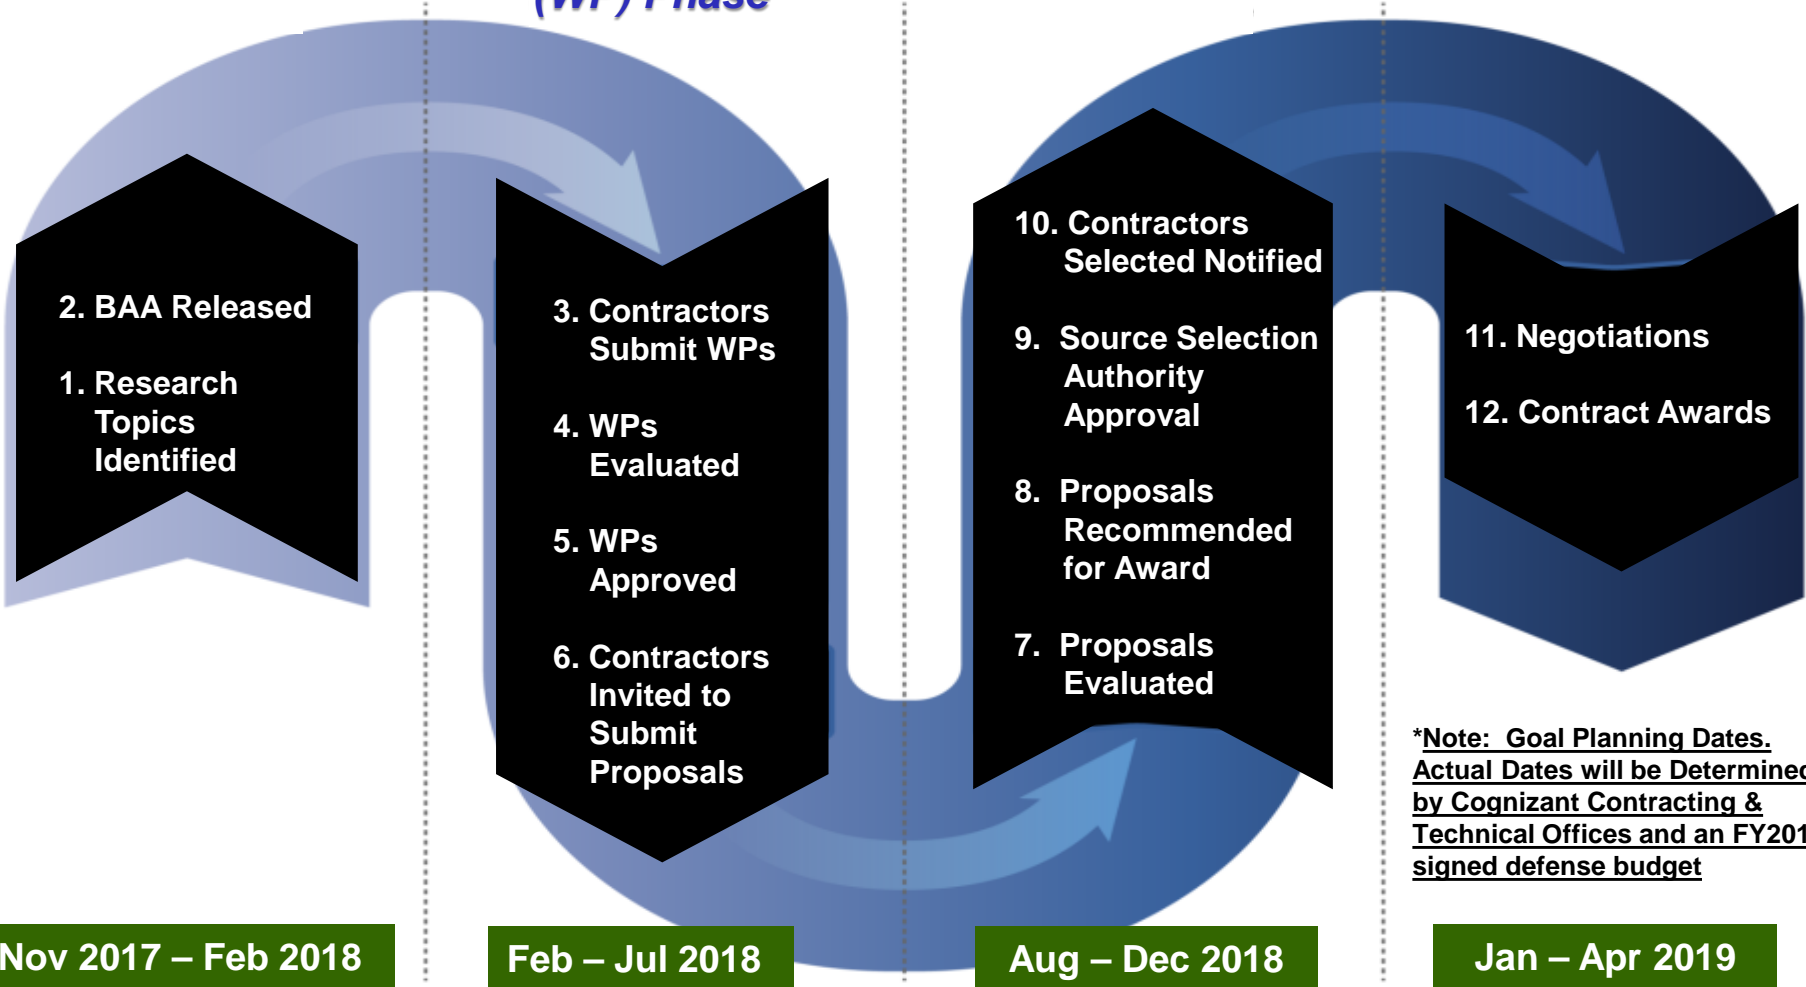 (WP) Phase
2. BAA Released
1. Research
Topics
Identified
3. Contractors
Submit WPs
4. WPs
Evaluated
5. WPs
Approved
6. Contractors
Invited to
Submit
Proposals
10. Contractors
Selected Notified
9. Source Selection
Authority
Approval
8. Proposals
Recommended
for Award
7. Proposals
Evaluated
11. Negotiations
12. Contract Awards
*Note: Goal Planning Dates.
Actual Dates will be Determined
by Cognizant Contracting &
Technical Offices and an FY201
signed defense budget
Nov 2017 – Feb 2018
Feb – Jul 2018
Aug – Dec 2018
Jan – Apr 2019